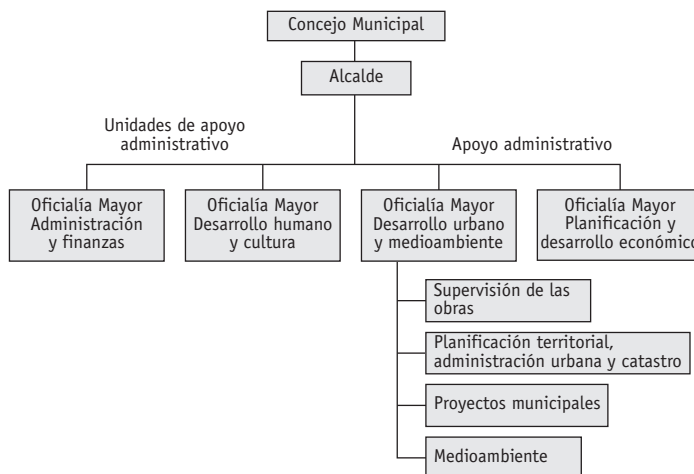 Concejo Municipal
Alcalde
Unidades de apoyo
administrativo
Apoyo administrativo
Oficialía Mayor
Administración
y finanzas
Oficialía Mayor
Desarrollo humano
y cultura
Oficialía Mayor
Desarrollo urbano
y medioambiente
Oficialía Mayor
Planificación y
desarrollo económico
Supervisión de las
obras
Planificación territorial,
administración urbana y catastro
Proyectos municipales
Medioambiente